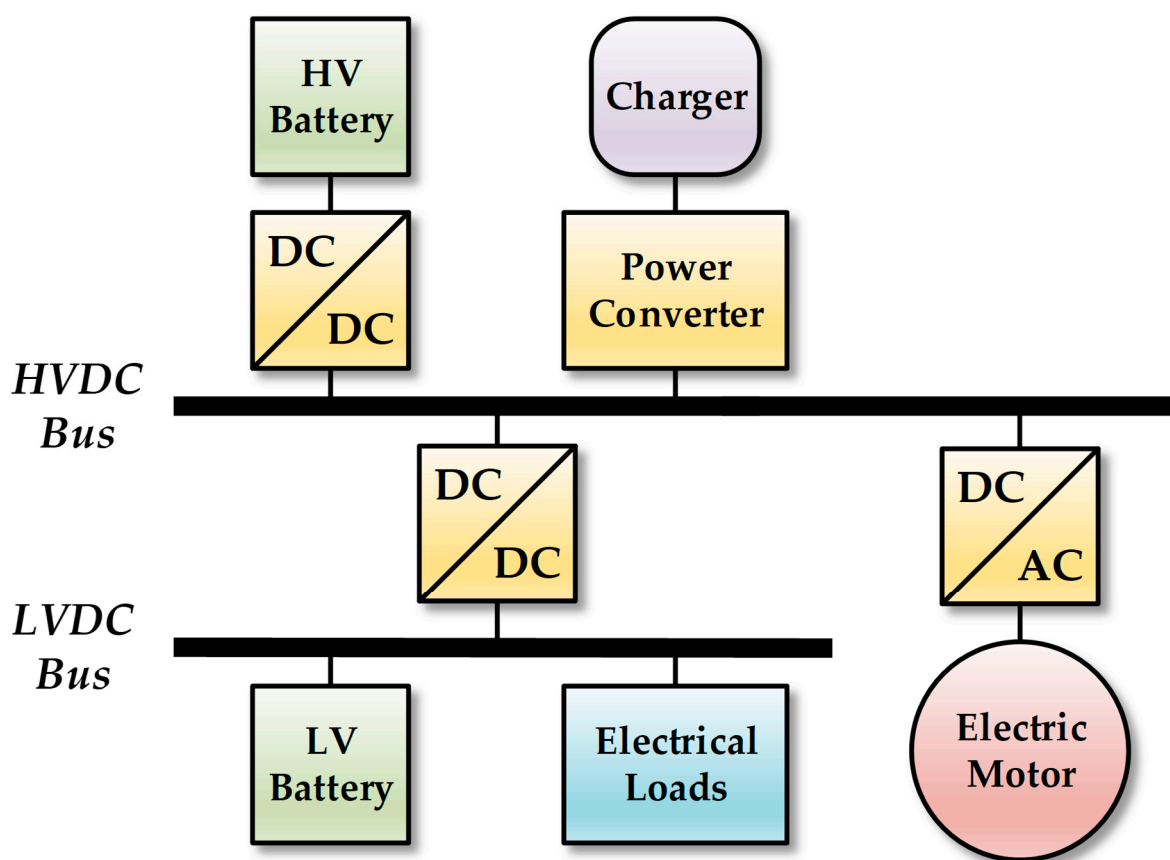 HV
Battery
Charger
DC
DC
Power
Converter
HVDC
Bus
DC
DC
DC
AC
LVDC
Bus
LV
Battery
Electrical
Loads
Electric
Motor